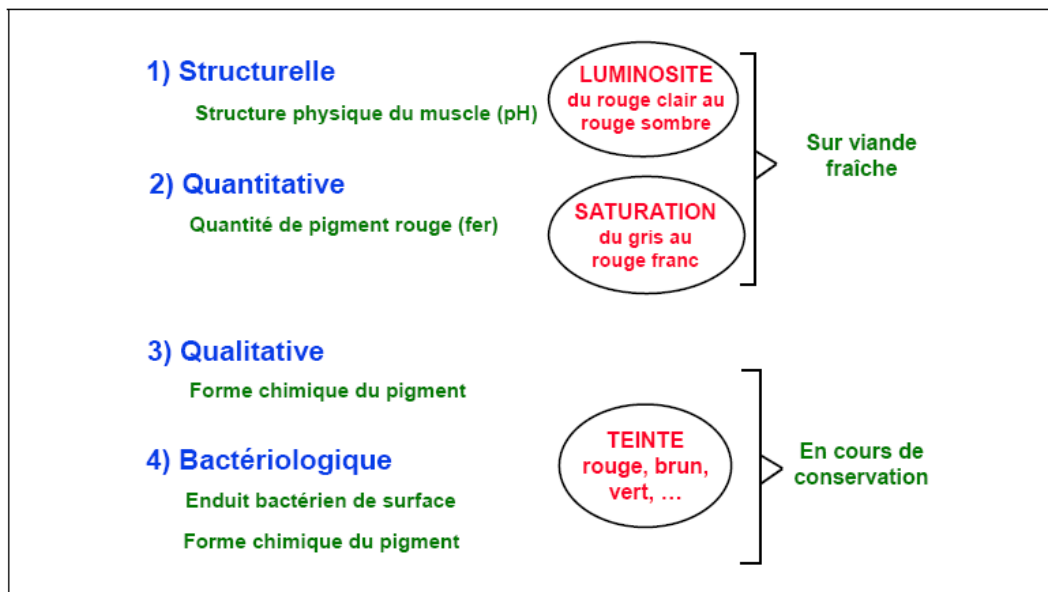 1) Structurelle
Structure physique du muscle (pH)
LUMINOSITE
du rouge clair au
rouge sombre
2) Quantitative
Quantité de pigment rouge (fer)
SATURATION
du gris au
rouge franc
Sur viande
fraîche
3) Qualitative
Forme chimique du pigment
4) Bactériologique
Enduit bactérien de surface
Forme chimique du pigment
TEINTE
rouge, brun,
vert, …
En cours de
conservation